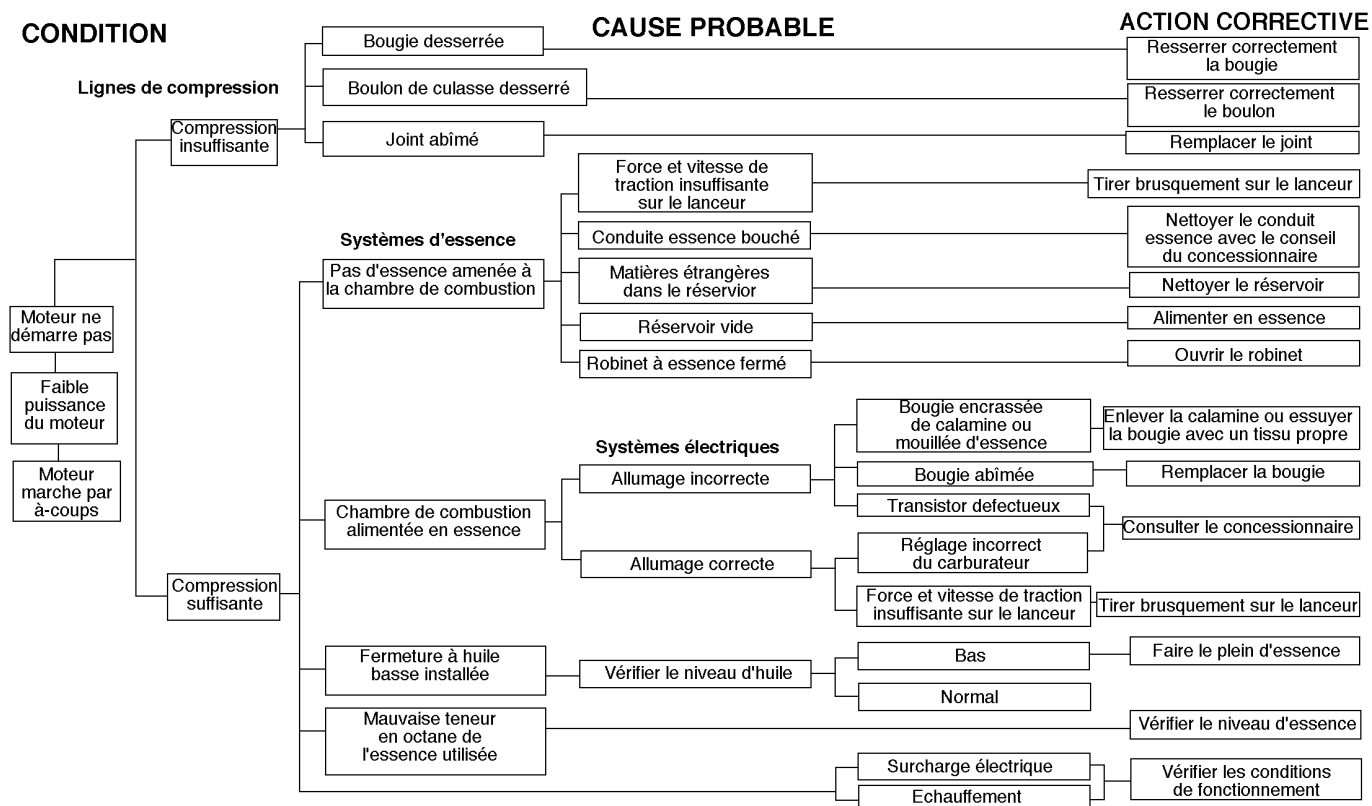 CONDITION
CAUSE PROBABLE
ACTION CORRECTIVE
Lignes de compression
Compression
insuffisante
Bougie desserrée
Resserrer correctement
la bougie
Boulon de culasse desserré
Resserrer correctement
le boulon
Joint abîmé
Remplacer le joint
Moteur ne
démarre pas
Faible
puissance
du moteur
Moteur
marche par
à-coups
Systèmes d'essence
Pas d'essence amenée à
la chambre de combustion
Force et vitesse de
traction insuffisante
sur le lanceur
Tirer brusquement sur le lanceur
Conduite essence bouché
Nettoyer le conduit
essence avec le conseil
du concessionnaire
Matières étrangères
dans le réservior
Nettoyer le réservoir
Réservoir vide
Alimenter en essence
Robinet à essence fermé
Ouvrir le robinet
Compression
suffisante
Chambre de combustion
alimentée en essence
Systèmes électriques
Allumage incorrecte
Bougie encrassée
de calamine ou
mouillée d'essence
Enlever la calamine ou essuyer
la bougie avec un tissu propre
Bougie abîmée
Remplacer la bougie
Transistor defectueux
Consulter le concessionnaire
Allumage correcte
Réglage incorrect
du carburateur
Force et vitesse de traction
insuffisante sur le lanceur
Tirer brusquement sur le lanceur
Fermeture à huile
basse installée
Vérifier le niveau d'huile
Bas
Faire le plein d'essence
Normal
Mauvaise teneur
en octane de
l'essence utilisée
Vérifier le niveau d'essence
Surcharge électrique
Echauffement
Vérifier les conditions
de fonctionnement